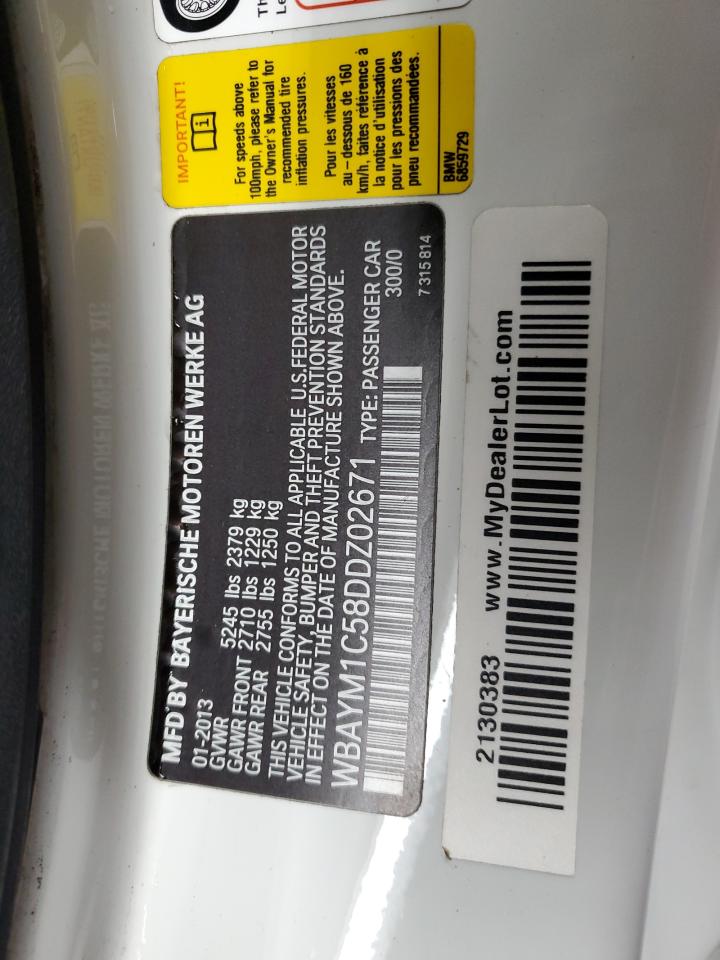 MFD'BY BAYERISCHE MOTOREN WERKE AG
01-2013
GVWR 5245 lbs 2379 kg
GAWR FRONT 2710 lbs 1229 kg
GAWR REAR 2755 lbs 1250 kg
THIS VEHICLE CONFORMS TO ALL APPLICABLE U.S.FEDERAL MOTOR
VEHICLE SAFETY, BUMPER AND THEFT PREVENTION STANDARDS
IN EFFECT ON THE DATE OF MANUFACTURE SHOWN ABOVE.
WBAYM1C58DDZ02671 TYPE: PASSENGER CAR
300/0
7 315 814
IMPORTANT!
For speeds above
100mph, please refer to
the Owner's Manual for
recommended tire
inflation pressures.
Pour les vitesses
au-dessous de 160
km/h, faites référence à
la notice d'utilisation
pour les pressions des
pneu recommandées.
BMW
6859729
2130383 www.MyDealerLot.com